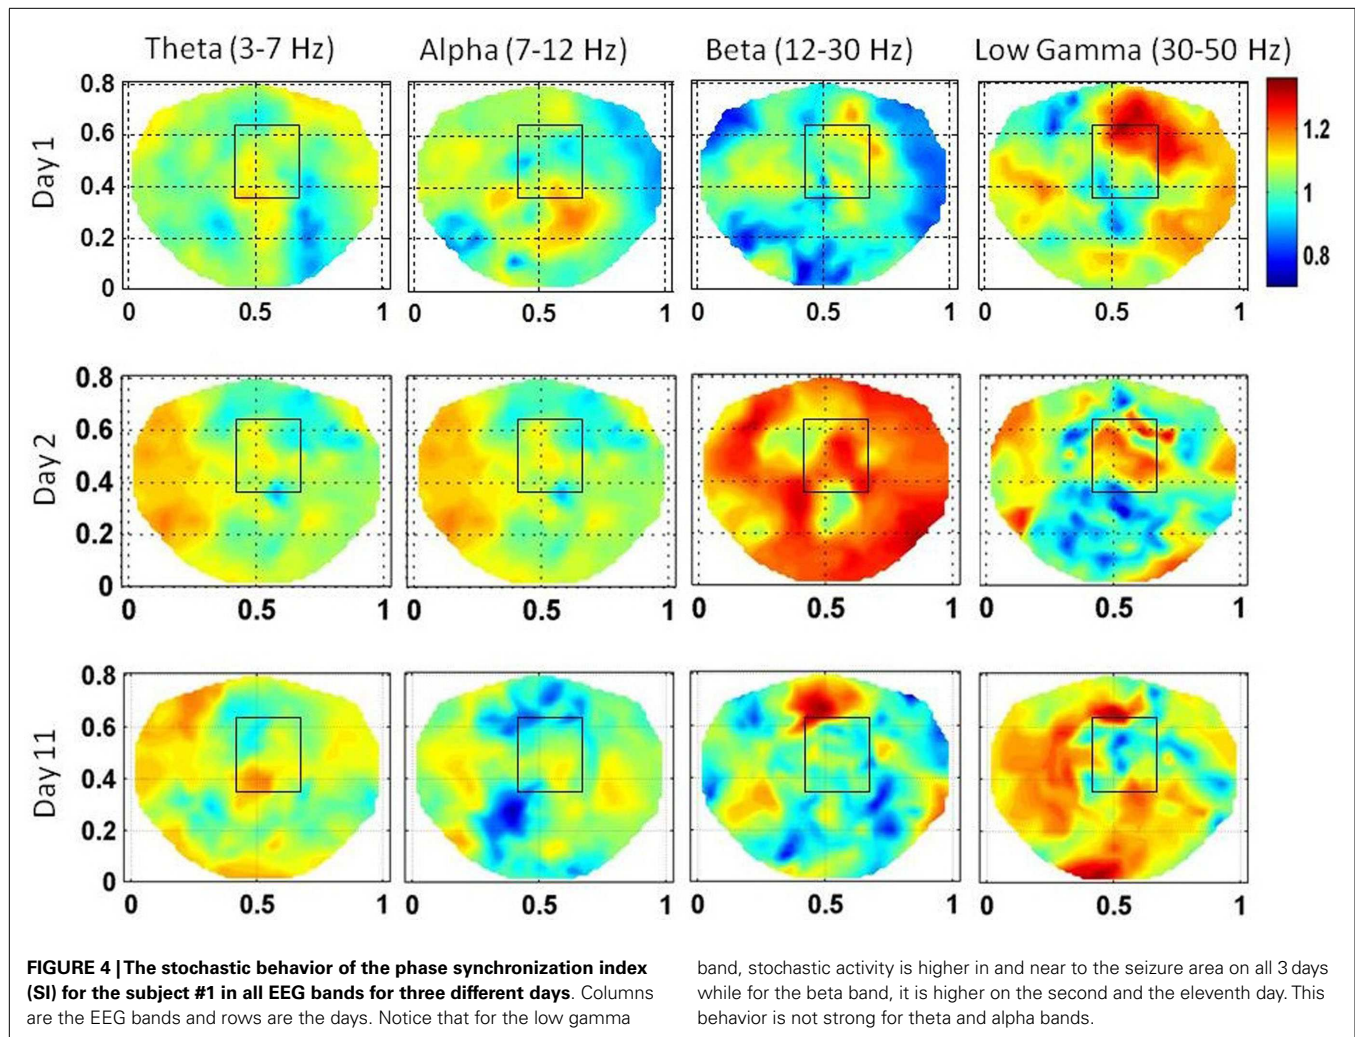 Theta (3-7 Hz) Alpha (7-12 Hz) Beta (12-30 Hz) Low Gamma (30-50 Hz)
Day 1
0.8
0.6
0.4
0.2
0
0 0.5 1 0 0.5 1 0 0.5 1 0 0.5 1
1.2
1
0.8
Day 2
0.8
0.6
0.4
0.2
0
0 0.5 1 0 0.5 1 0 0.5 1 0 0.5 1
Day 11
0.8
0.6
0.4
0.2
0
0 0.5 1 0 0.5 1 0 0.5 1 0 0.5 1
FIGURE 4 | The stochastic behavior of the phase synchronization index
(SI) for the subject #1 in all EEG bands for three different days. Columns
are the EEG bands and rows are the days. Notice that for the low gamma
band, stochastic activity is higher in and near to the seizure area on all 3 days
while for the beta band, it is higher on the second and the eleventh day. This
behavior is not strong for theta and alpha bands.